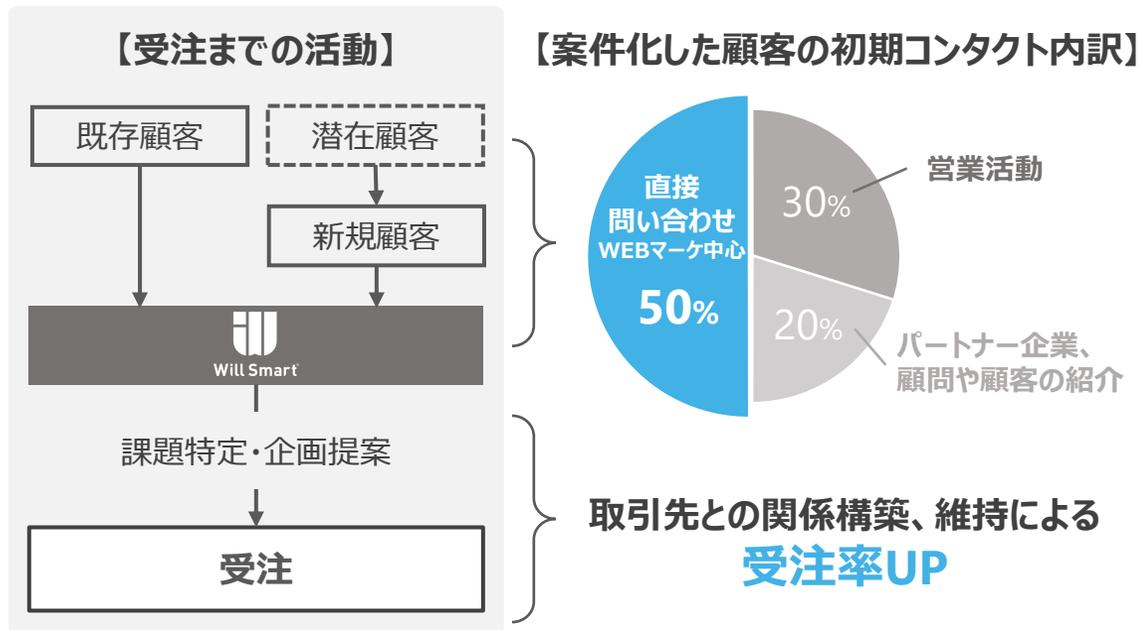 【受注までの活動】
既存顧客
潜在顧客
新規顧客
Will Smart
課題特定・企画提案
受注
【案件化した顧客の初期コンタクト内訳】
直接
問い合わせ
WEBマーケ中心
50%
30%
営業活動
20%
パートナー企業、
顧問や顧客の紹介
取引先との関係構築、維持による
受注率UP